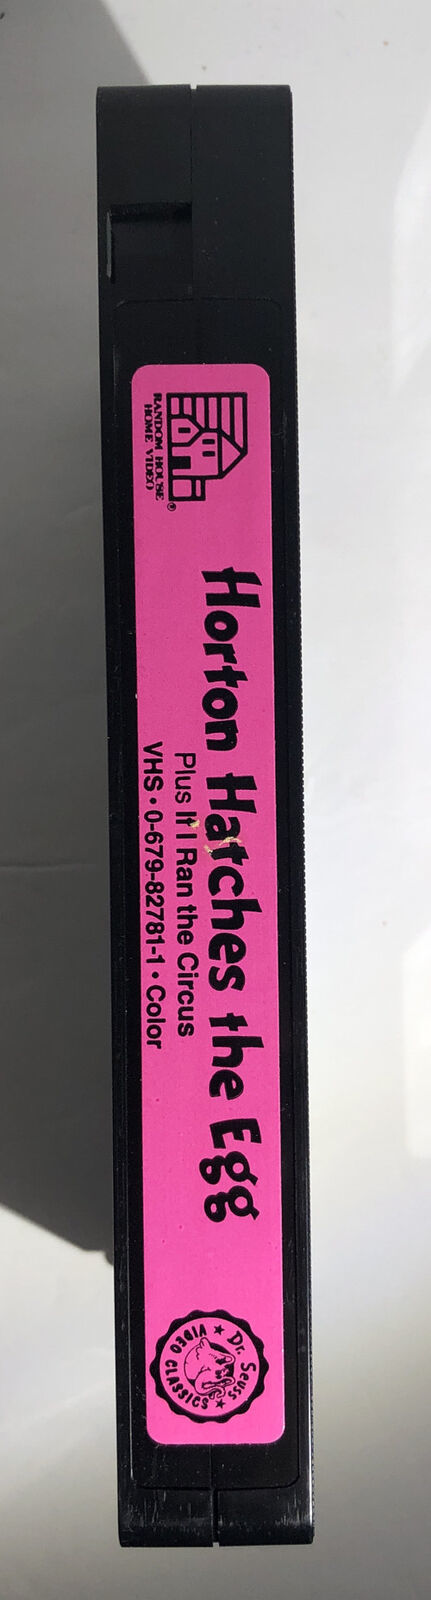 RANDOM HOUSE
HOME VIDEO
®
Horton Hatches the Egg
Plus If I Ran the Circus
VHS • 0-679-82781-1 • Color
★ Dr. Seuss ★
VIDEO CLASSICS